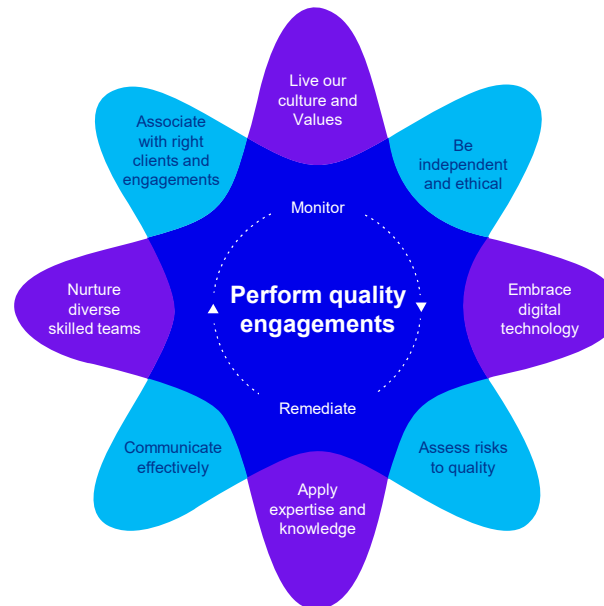 Live our
culture and
Values
Associate
with right
clients and
engagements
Be
independent
and ethical
Monitor
Nurture
diverse
skilled teams
Perform quality
engagements
Embrace
digital
technology
Remediate
Communicate
effectively
Assess risks
to quality
Apply
expertise and
knowledge